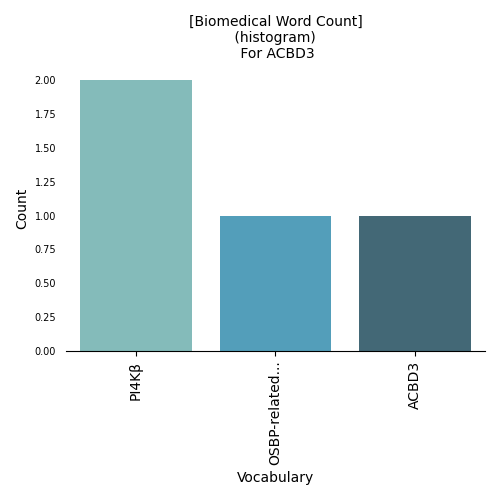 [Biomedical Word Count]
(histogram)
For ACBD3
2.00
1.75
1.50
1.25
1.00
0.75
0.50
0.25
0.00
Count
PI4Kβ
OSBP-related...
ACBD3
Vocabulary